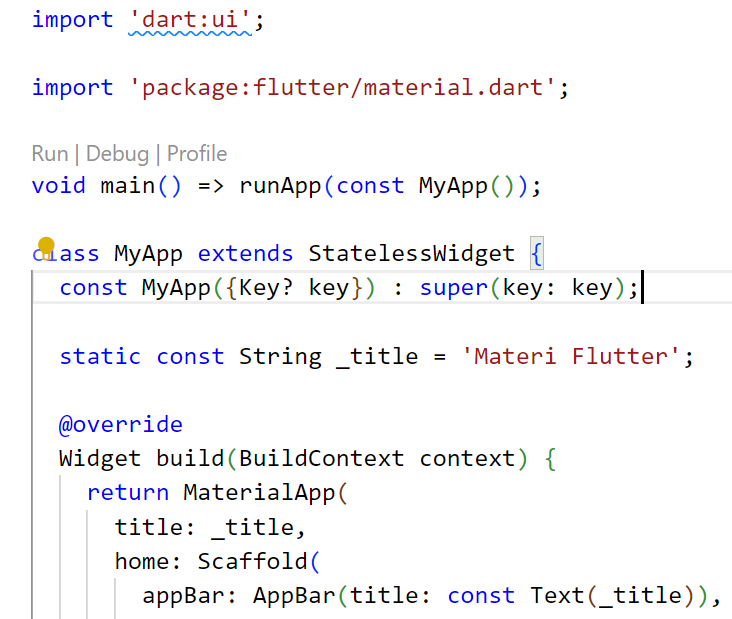 import 'dart:ui';
import 'package:flutter/material.dart';
Run | Debug | Profile
void main() => runApp(const MyApp());
class MyApp extends StatelessWidget {
const MyApp({Key? key}) : super(key: key);
static const String _title = 'Materi Flutter';
@override
Widget build(BuildContext context) {
return MaterialApp(
title: _title,
home: Scaffold(
appBar: AppBar(title: const Text(_title)),